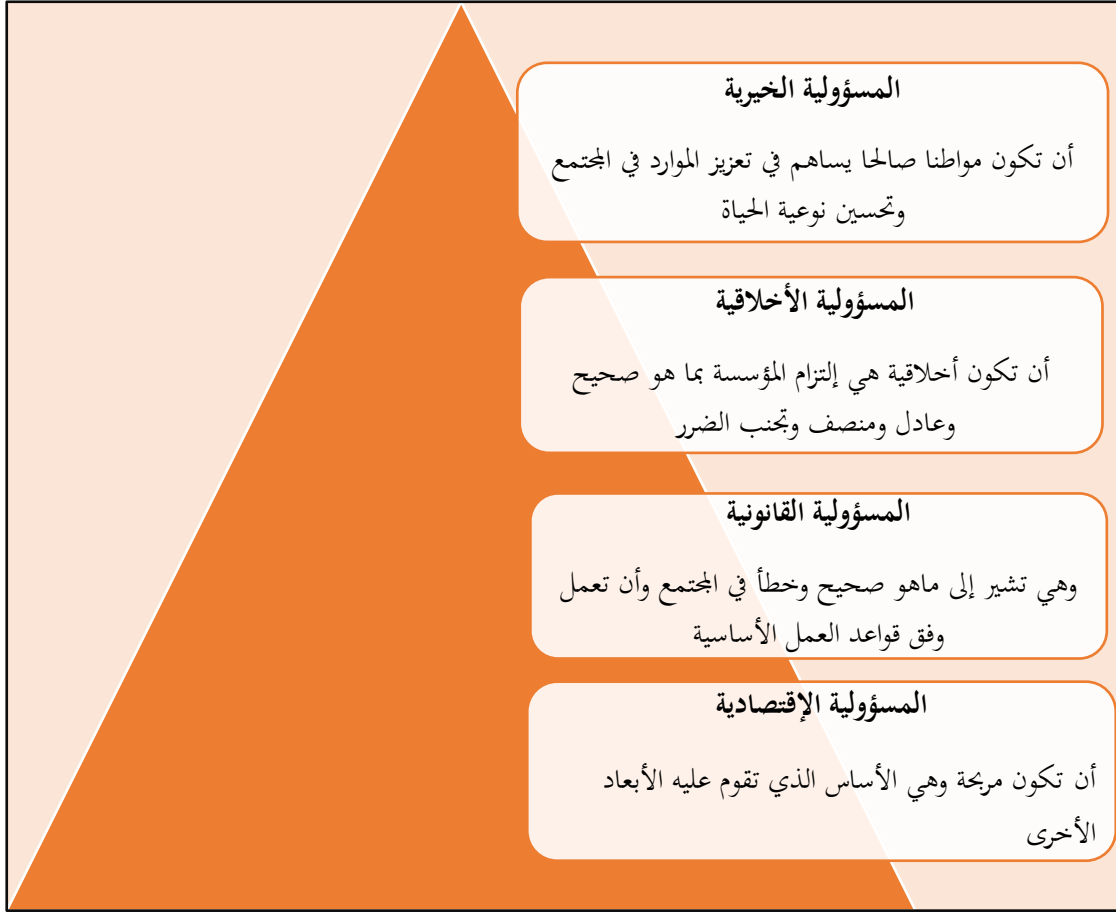 المسؤولية الخيرية
أن تكون مواطنا صالحا يساهم في تعزيز الموارد في المجتمع
وتحسين نوعية الحياة
المسؤولية الأخلاقية
أن تكون أخلاقية هي إلتزام المؤسسة بما هو صحيح
وعادل ومنصف وتجنب الضرر
المسؤولية القانونية
وهي تشير إلى ماهو صحيح وخطأ في المجتمع وأن تعمل
وفق قواعد العمل الأساسية
المسؤولية الإقتصادية
أن تكون مربحة وهي الأساس الذي تقوم عليه الأبعاد
الأخرى